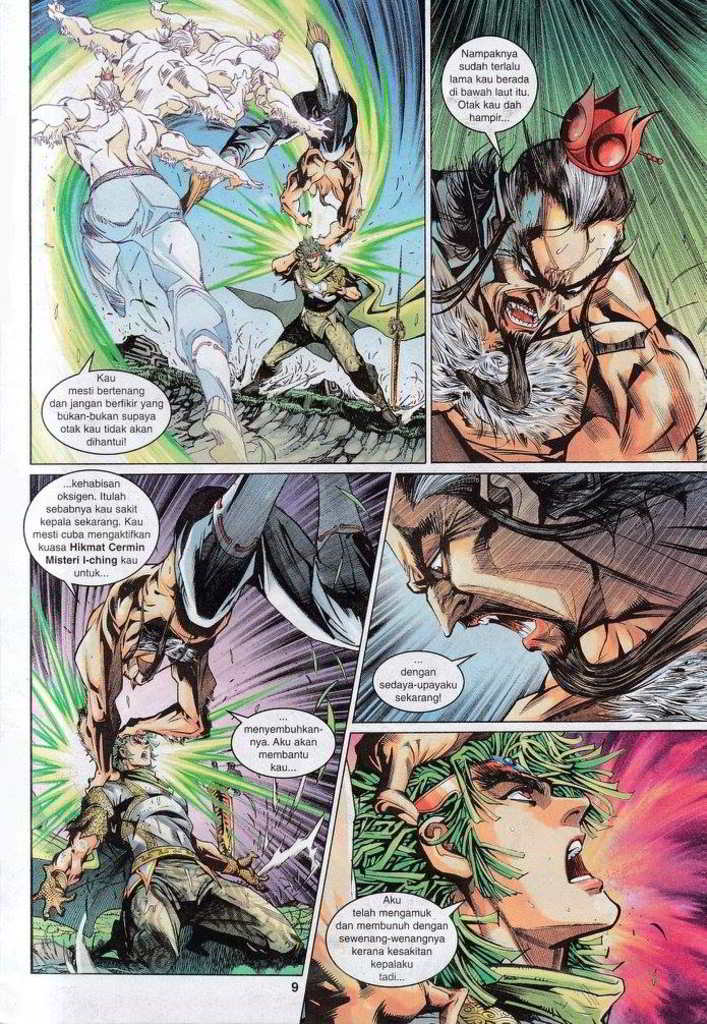 Kau
mesti bertenang
dan jangan berfikir yang
bukan-bukan supaya
otak kau tidak akan
dihantui!
Nampaknya
sudah terlalu
lama kau berada
di bawah laut itu.
Otak kau dah
hampir...
...kehabisan
oksigen. Itulah
sebabnya kau sakit
kepala sekarang. Kau
mesti cuba mengaktifkan
kuasa Hikmat Cermin
Misteri I-ching kau
untuk...
...
menyembuhkan-
nya. Aku akan
membantu
kau...
...
dengan
sedaya-upayaku
sekarang!
Aku
telah mengamuk
dan membunuh dengan
sewenang-wenangnya
kerana kesakitan
kepalaku
tadi...
9